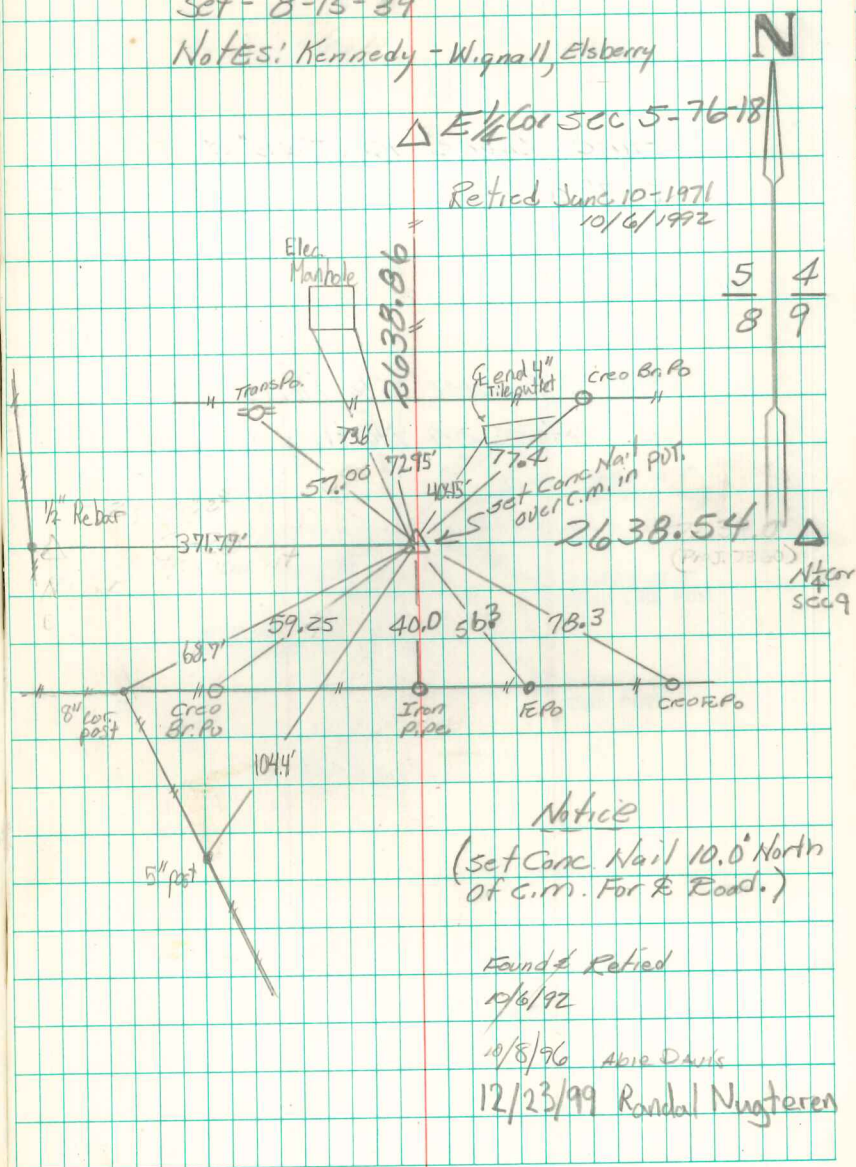 Set - 8-15-39
Notes: Kennedy - Wignall, Elsberry
N
△ E 1/4 Cor Sec 5-76-18
Retied June 10-1971
10/6/1992
Elec.
Manhole
2638.86
5 4
8 9
Trans Po.
℄ end 4"
Tile outlet
Creo Br. Po
73.6'
72.95'
77.4
57.00
40.15'
set Conc. Nail in pvt.
over C.M.
1/2" Rebar
371.79'
2638.54 △
N 1/4 cor
sec 9
68.7'
59.25
40.0
56.3
78.3
8" cor.
post
Creo
Br. Po
Iron
Pipe
F.Po
Creo F.Po
104.4'
5" post
Notice
(set Conc. Nail 10.0' North
of C.M. For ℄ Road.)
Found & Retied
10/6/92
10/8/96 Abie Davis
12/23/99 Randal Nugteren